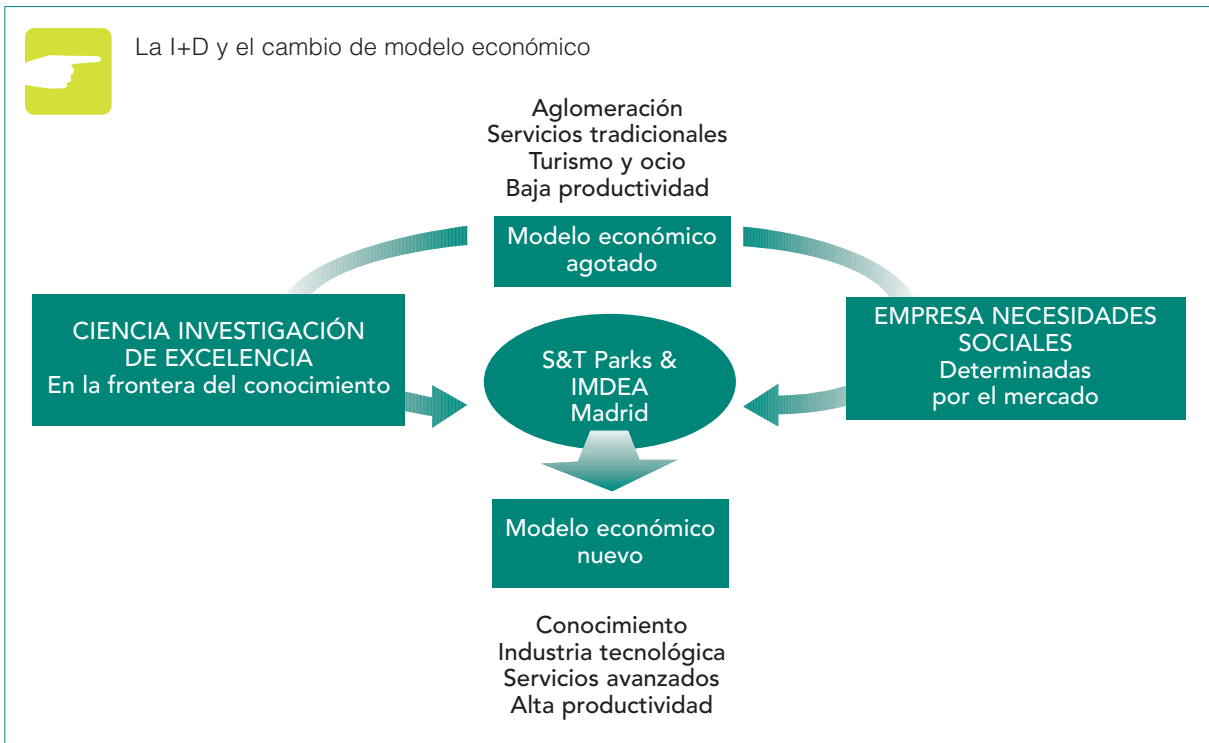 La I+D y el cambio de modelo económico
Aglomeración
Servicios tradicionales
Turismo y ocio
Baja productividad
Modelo económico
agotado
CIENCIA INVESTIGACIÓN
DE EXCELENCIA
En la frontera del conocimiento
S&T Parks &
IMDEA
Madrid
EMPRESA NECESIDADES
SOCIALES
Determinadas
por el mercado
Modelo económico
nuevo
Conocimiento
Industria tecnológica
Servicios avanzados
Alta productividad